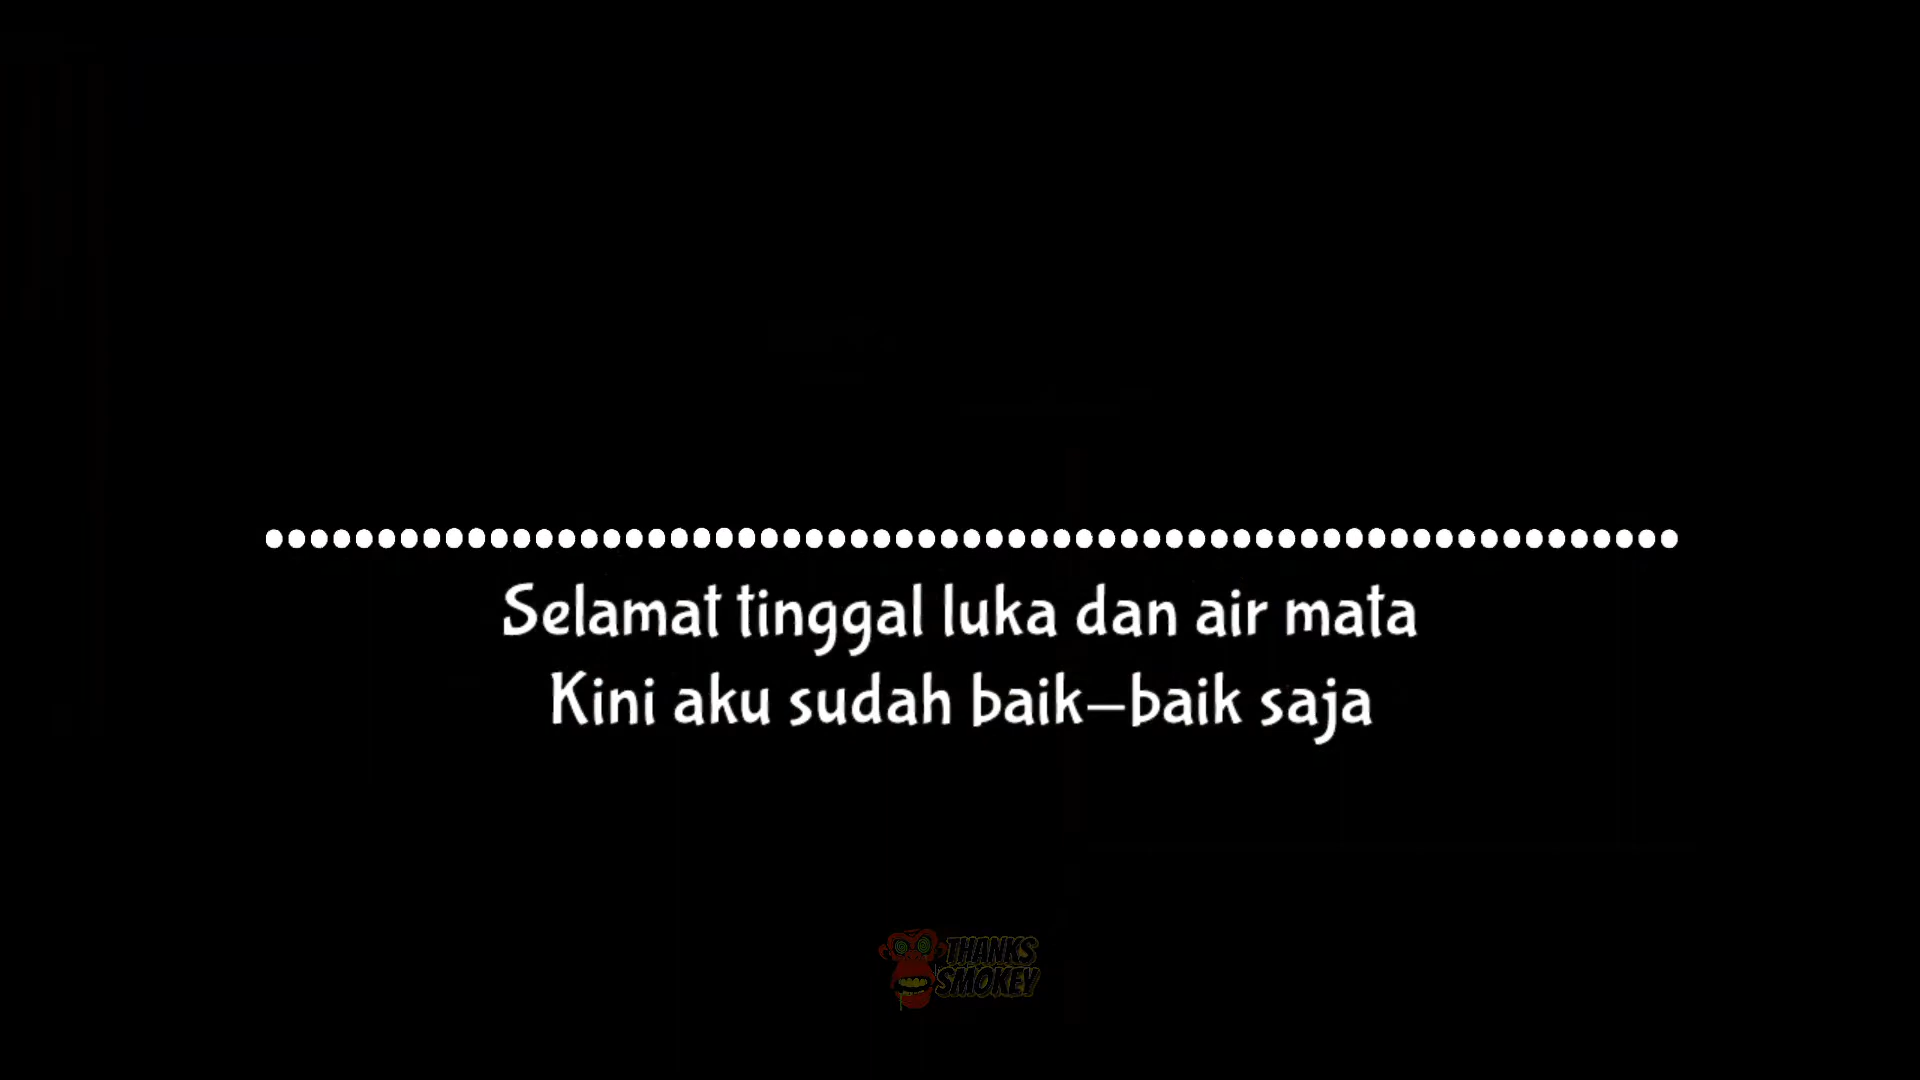 Selamat tinggal luka dan air mata
Kini aku sudah baik-baik saja
THANKS
SMOKEY